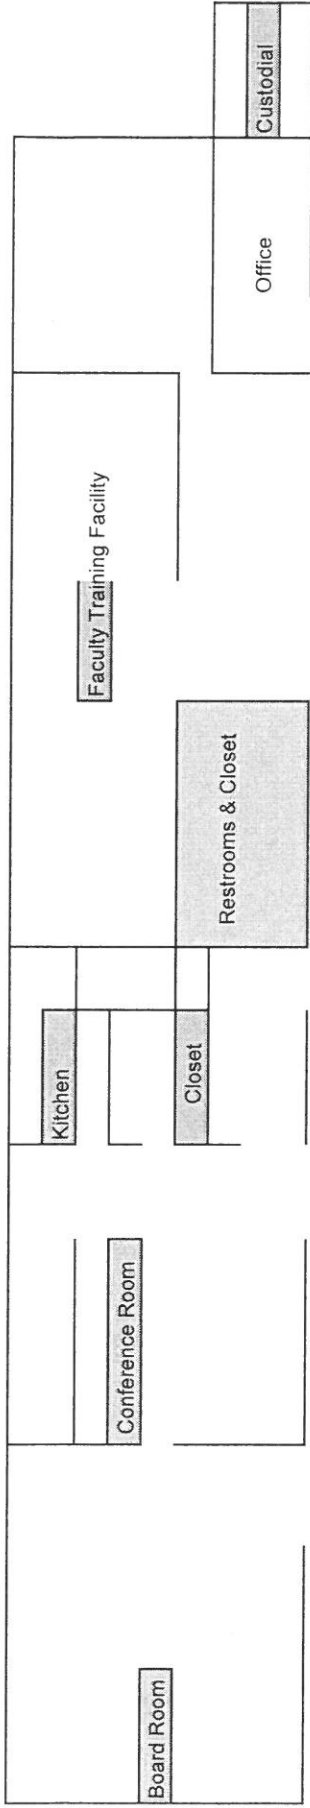 Board Room
Conference Room
Kitchen
Closet
Restrooms & Closet
Faculty Training Facility
Office
Custodial